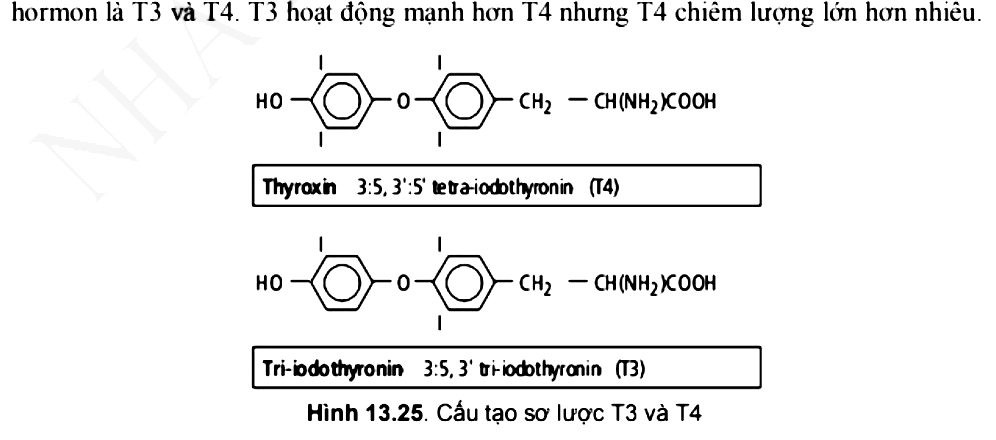 hormon là T3 và T4. T3 hoạt động mạnh hơn T4 nhưng T4 chiếm lượng lớn hơn nhiều.
I I
HO O CH₂ — CH(NH₂)COOH
I I
Thyroxin 3:5, 3':5' tetra-iodothyronin (T4)
I I
HO O CH₂ — CH(NH₂)COOH
I
Tri-iodothyronin 3:5, 3' tri-iodothyronin (T3)
Hình 13.25. Cấu tạo sơ lược T3 và T4
NHA